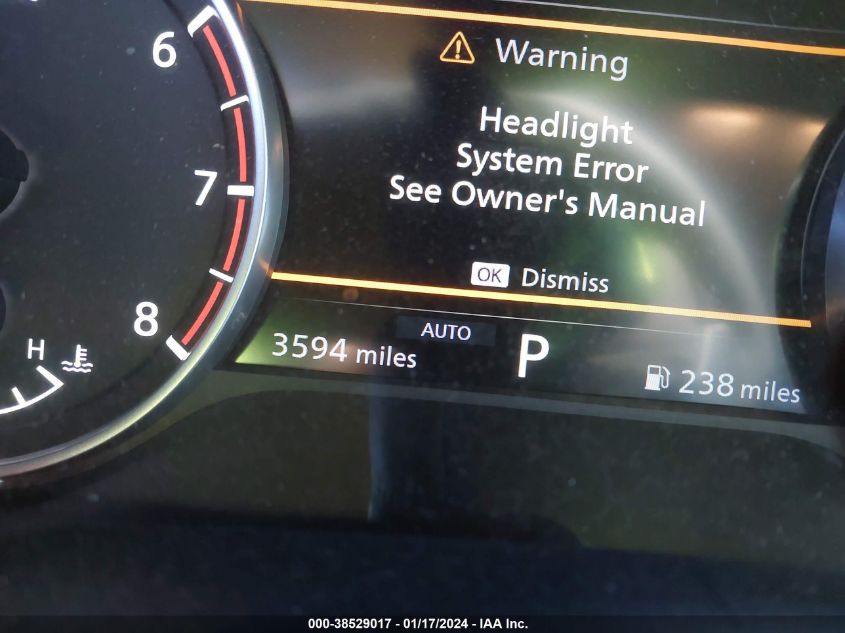 6
7
8
H
Warning
Headlight
System Error
See Owner's Manual
OK Dismiss
AUTO
3594 miles
P
238 miles
000-38529017 - 01/17/2024 - IAA Inc.